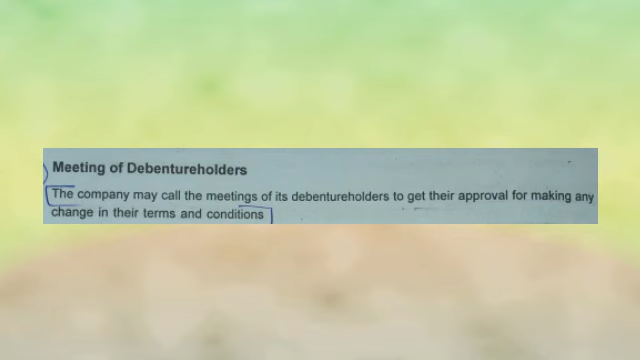 Meeting of Debentureholders
The company may call the meetings of its debentureholders to get their approval for making any
change in their terms and conditions